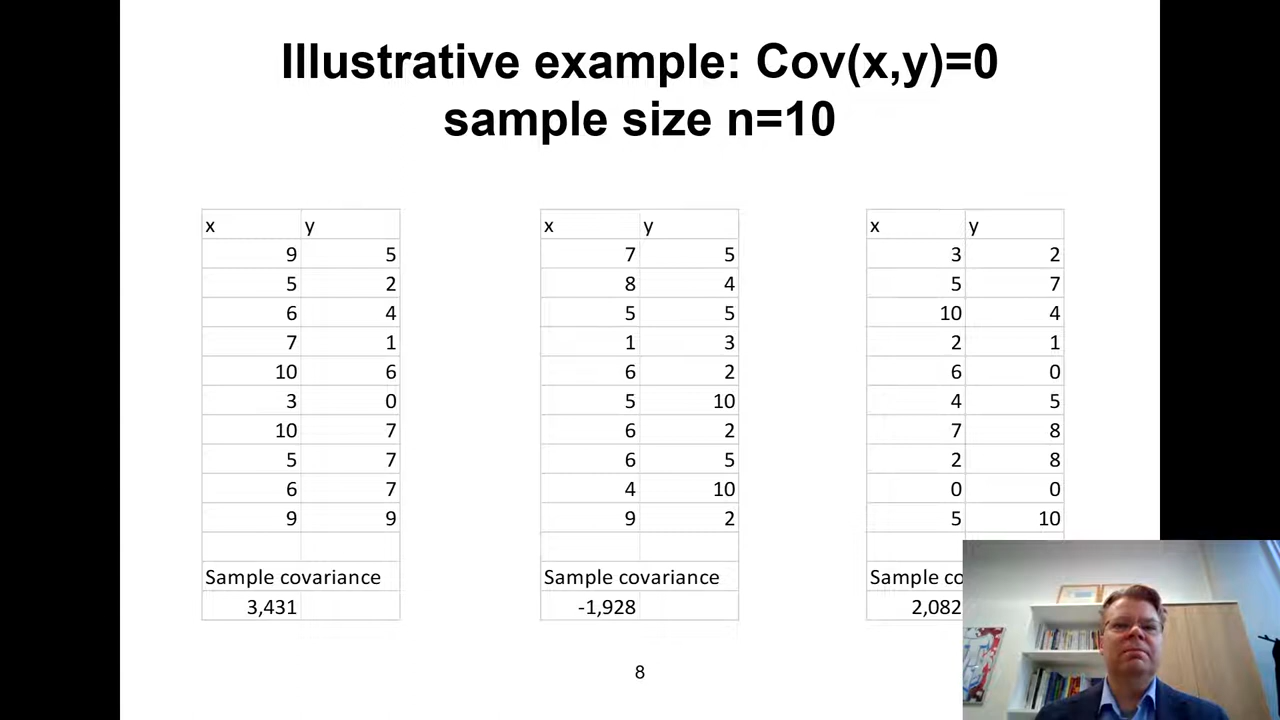 Illustrative example: Cov(x,y)=0
sample size n=10
x y x y x y
9 5 7 5 3 2
5 2 8 4 5 7
6 4 5 5 10 4
7 1 1 3 2 1
10 6 6 2 6 0
3 0 5 10 4 5
10 7 6 2 7 8
5 7 6 5 2 8
6 7 4 10 0 0
9 9 9 2 5 10
Sample covariance Sample covariance Sample co
3,431 -1,928 2,082
8